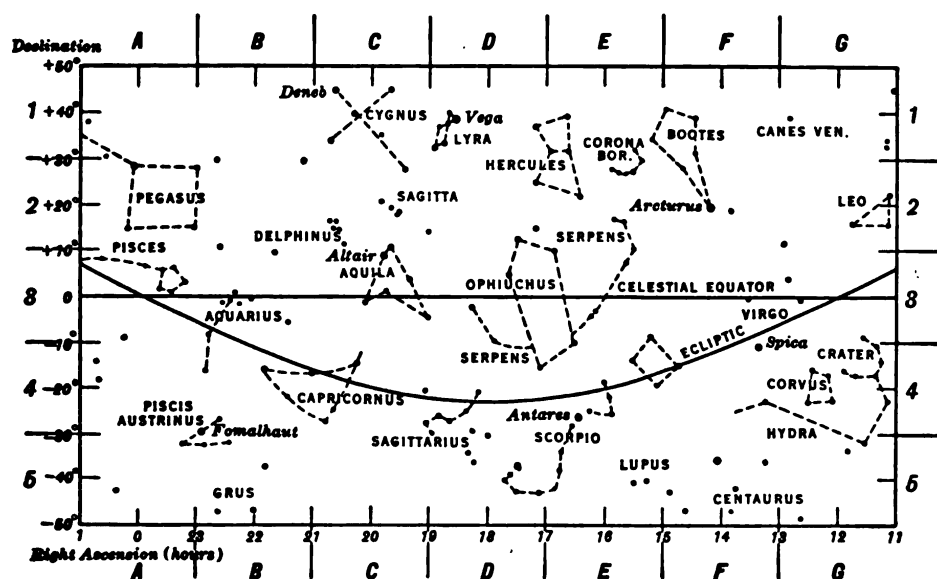 A B C D E F G
Declination
+50°
Deneb
1 +40° CYGNUS Vega CANES VEN. 1
LYRA BOOTES
HERCULES CORONA
BOR.
+30°
PEGASUS SAGITTA LEO
2 +20° Arcturus 2
DELPHINUS SERPENS
PISCES
+10° Altair
AQUILA
OPHIUCHUS CELESTIAL EQUATOR
8 0 8
AQUARIUS VIRGO
ECLIPTIC Spica
-10° SERPENS CRATER
CORVUS
4 -20° CAPRICORNUS 4
PISCIS
AUSTRINUS Antares
Fomalhaut
-30° SAGITTARIUS SCORPIO HYDRA
LUPUS
5 -40° 5
GRUS CENTAURUS
-50°
1 0 23 22 21 20 19 18 17 16 15 14 13 12 11
Right Ascension (hours)
A B C D E F G